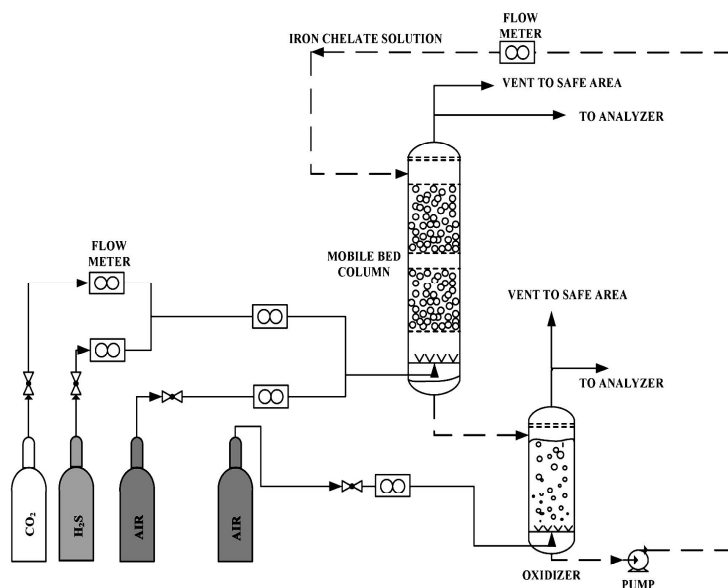 FLOW
METER
IRON CHELATE SOLUTION
VENT TO SAFE AREA
TO ANALYZER
FLOW
METER
MOBILE BED
COLUMN
VENT TO SAFE AREA
TO ANALYZER
CO₂
H₂S
AIR
AIR
OXIDIZER
PUMP